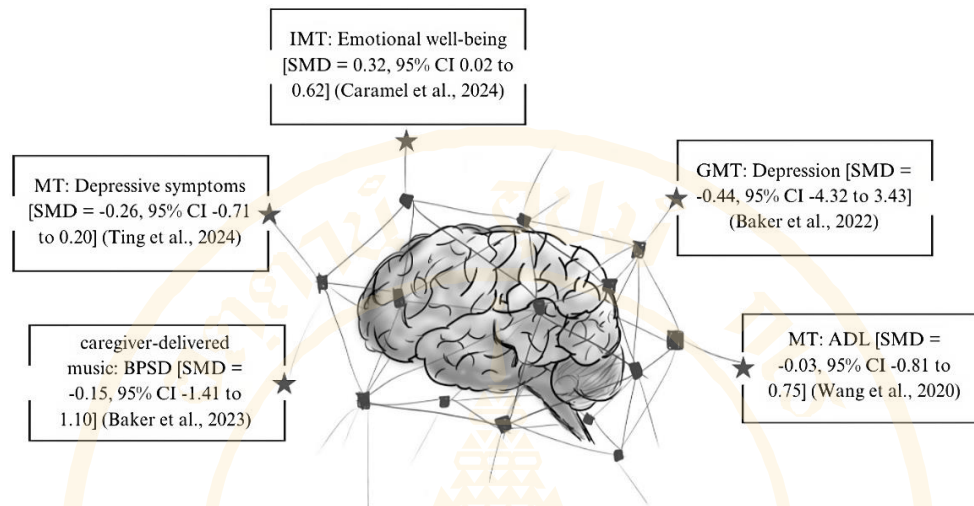 IMT: Emotional well-being
[SMD = 0.32, 95% CI 0.02 to
0.62] (Caramel et al., 2024)
MT: Depressive symptoms
[SMD = -0.26, 95% CI -0.71
to 0.20] (Ting et al., 2024)
GMT: Depression [SMD =
-0.44, 95% CI -4.32 to 3.43]
(Baker et al., 2022)
caregiver-delivered
music: BPSD [SMD =
-0.15, 95% CI -1.41 to
1.10] (Baker et al., 2023)
MT: ADL [SMD =
-0.03, 95% CI -0.81 to
0.75] (Wang et al., 2020)